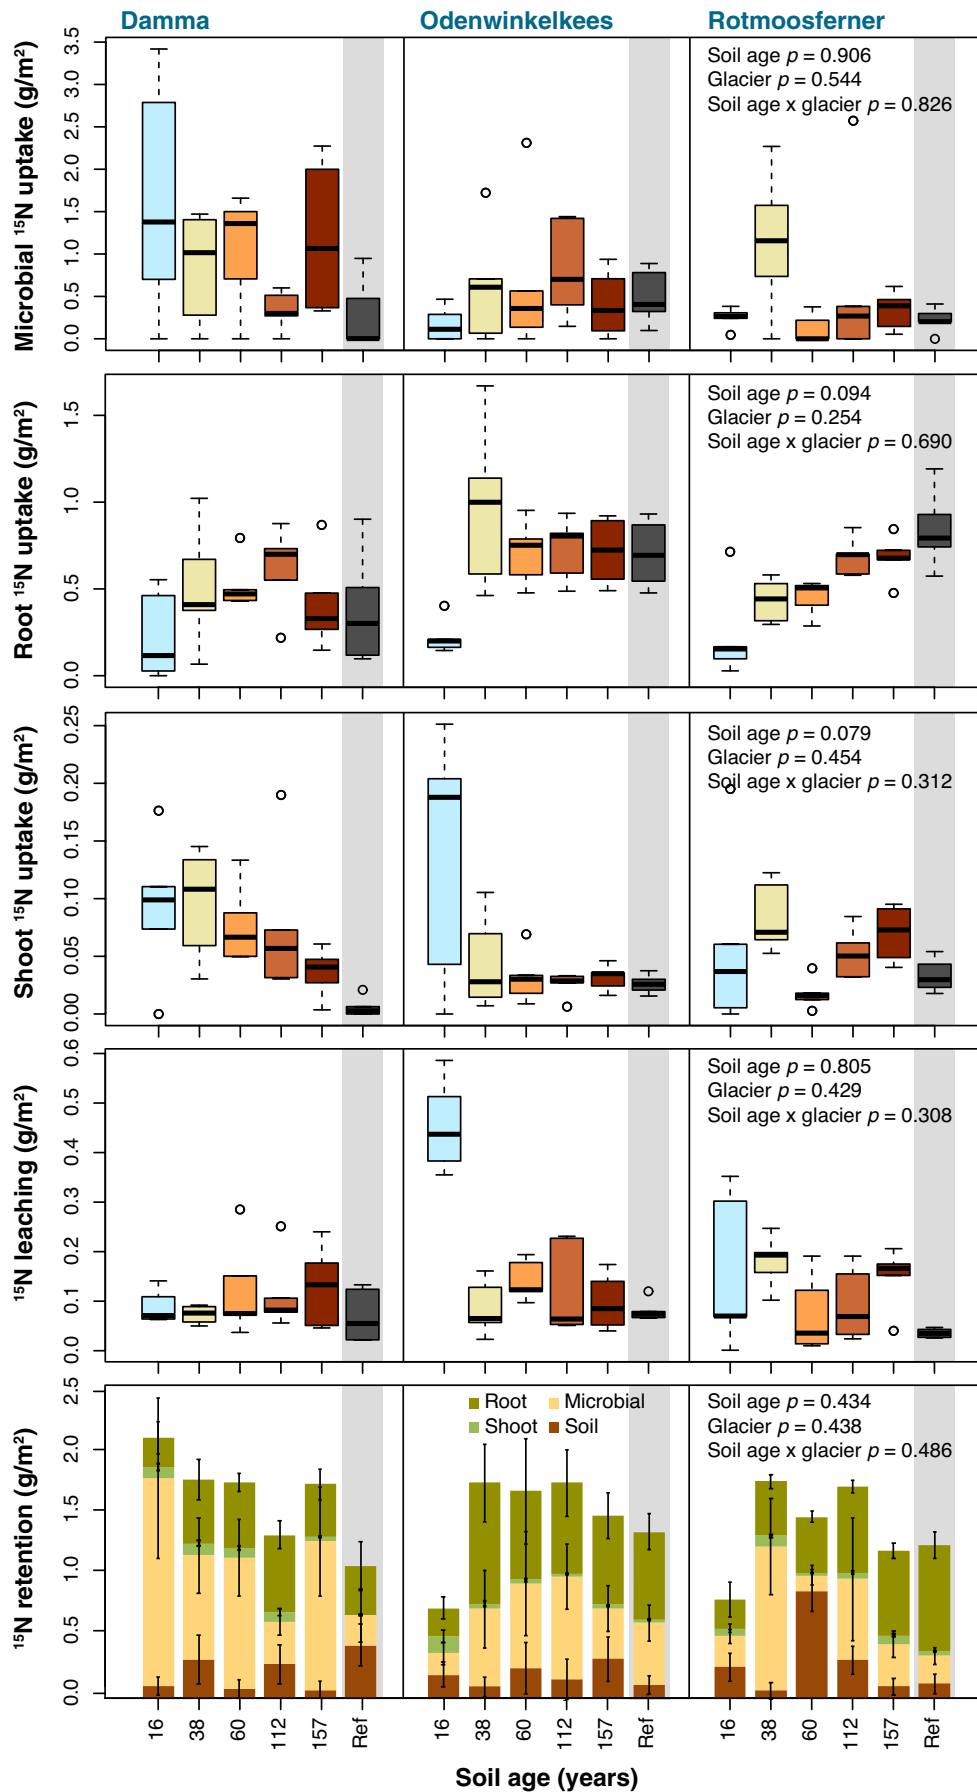 Damma Odenwinkelkees Rotmoosferner
Microbial ¹⁵N uptake (g/m²)
3.5
3.0
2.5
2.0
1.5
1.0
0.5
0.0
Soil age p = 0.906
Glacier p = 0.544
Soil age x glacier p = 0.826
Root ¹⁵N uptake (g/m²)
1.5
1.0
0.5
0.0
Soil age p = 0.094
Glacier p = 0.254
Soil age x glacier p = 0.690
Shoot ¹⁵N uptake (g/m²)
0.25
0.20
0.15
0.10
0.05
0.00
Soil age p = 0.079
Glacier p = 0.454
Soil age x glacier p = 0.312
¹⁵N leaching (g/m²)
0.6
0.5
0.4
0.3
0.2
0.1
0.0
Soil age p = 0.805
Glacier p = 0.429
Soil age x glacier p = 0.308
¹⁵N retention (g/m²)
2.5
2.0
1.5
1.0
0.5
0.0
Root Microbial
Shoot Soil
Soil age p = 0.434
Glacier p = 0.438
Soil age x glacier p = 0.486
16 38 60 112 157 Ref 16 38 60 112 157 Ref 16 38 60 112 157 Ref
Soil age (years)